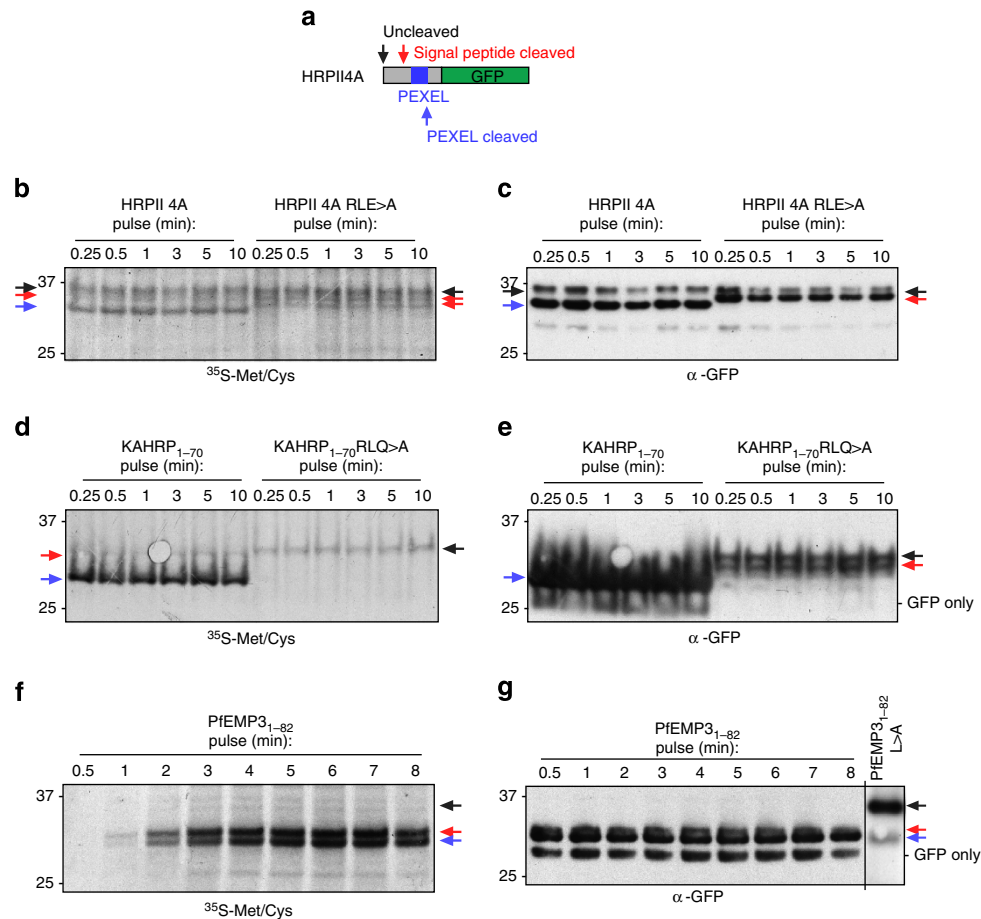 a
Uncleaved
Signal peptide cleaved
HRPII4A
GFP
PEXEL
PEXEL cleaved
b
HRPII 4A HRPII 4A RLE>A
pulse (min): pulse (min):
0.25 0.5 1 3 5 10 0.25 0.5 1 3 5 10
37
25
³⁵S-Met/Cys
c
HRPII 4A HRPII 4A RLE>A
pulse (min): pulse (min):
0.25 0.5 1 3 5 10 0.25 0.5 1 3 5 10
37
25
α -GFP
d
KAHRP₁₋₇₀ KAHRP₁₋₇₀RLQ>A
pulse (min): pulse (min):
0.25 0.5 1 3 5 10 0.25 0.5 1 3 5 10
37
25
³⁵S-Met/Cys
e
KAHRP₁₋₇₀ KAHRP₁₋₇₀RLQ>A
pulse (min): pulse (min):
0.25 0.5 1 3 5 10 0.25 0.5 1 3 5 10
37
25
GFP only
α -GFP
f
PfEMP3₁₋₈₂
pulse (min):
0.5 1 2 3 4 5 6 7 8
37
25
³⁵S-Met/Cys
g
PfEMP3₁₋₈₂
pulse (min):
0.5 1 2 3 4 5 6 7 8
PfEMP3₁₋₈₂
L>A
37
25
GFP only
α -GFP